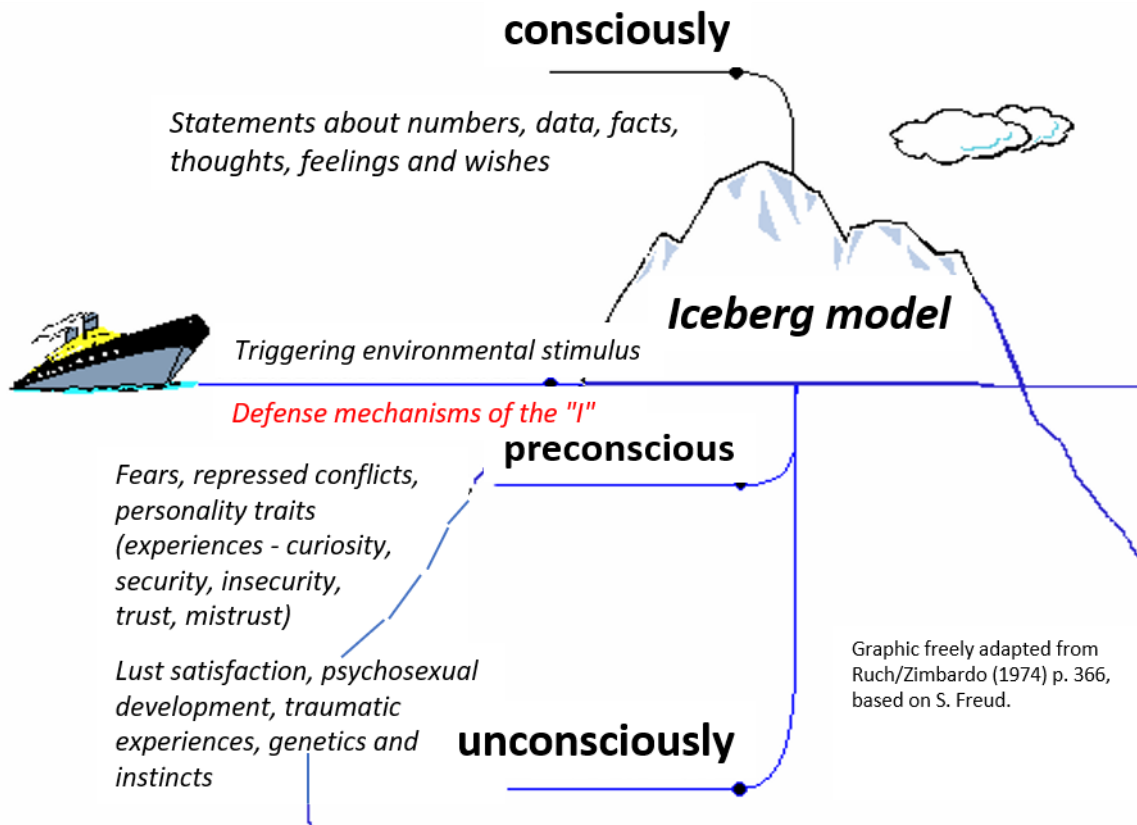 consciously
Statements about numbers, data, facts,
thoughts, feelings and wishes
Iceberg model
Triggering environmental stimulus
Defense mechanisms of the "I"
preconscious
Fears, repressed conflicts,
personality traits
(experiences - curiosity,
security, insecurity,
trust, mistrust)
Lust satisfaction, psychosexual
development, traumatic
experiences, genetics and
instincts
unconsciously
Graphic freely adapted from
Ruch/Zimbardo (1974) p. 366,
based on S. Freud.